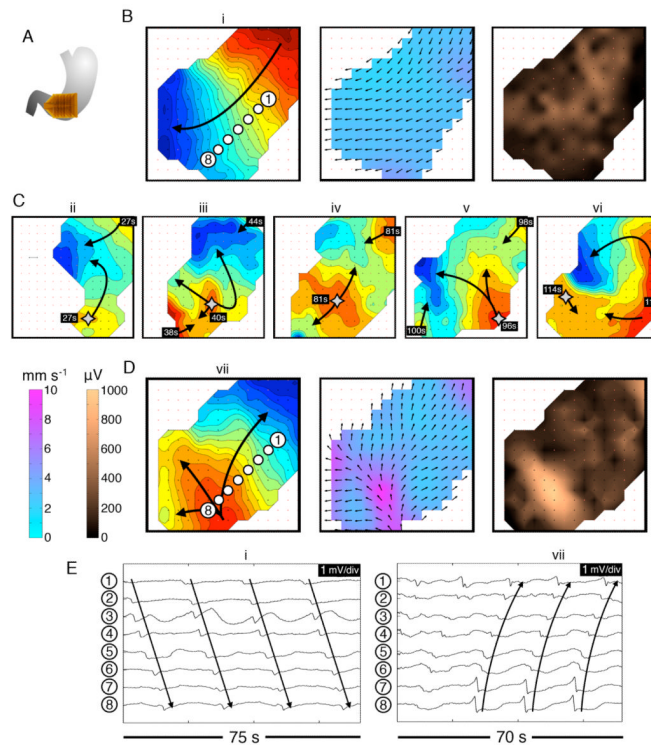 i
A
B
1
8
C
ii
iii
iv
v
vi
27s
44s
81s
98s
27s
40s
38s
81s
100s
96s
114s
mm s⁻¹
µV
D
vii
10
8
6
4
2
0
1000
800
600
400
200
0
1
8
E
i
vii
1 mV/div
1 mV/div
1
2
3
4
5
6
7
8
1
2
3
4
5
6
7
8
75 s
70 s